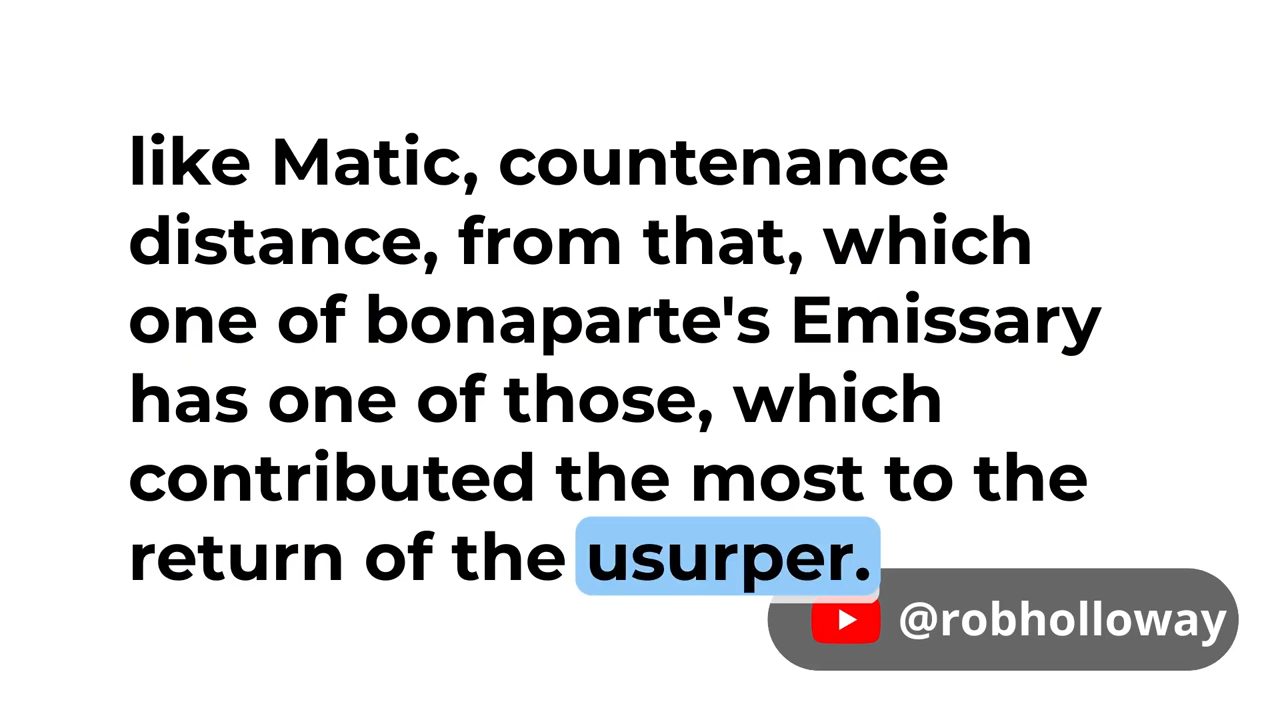 like Matic, countenance
distance, from that, which
one of bonaparte's Emissary
has one of those, which
contributed the most to the
return of the usurper.
@robholloway